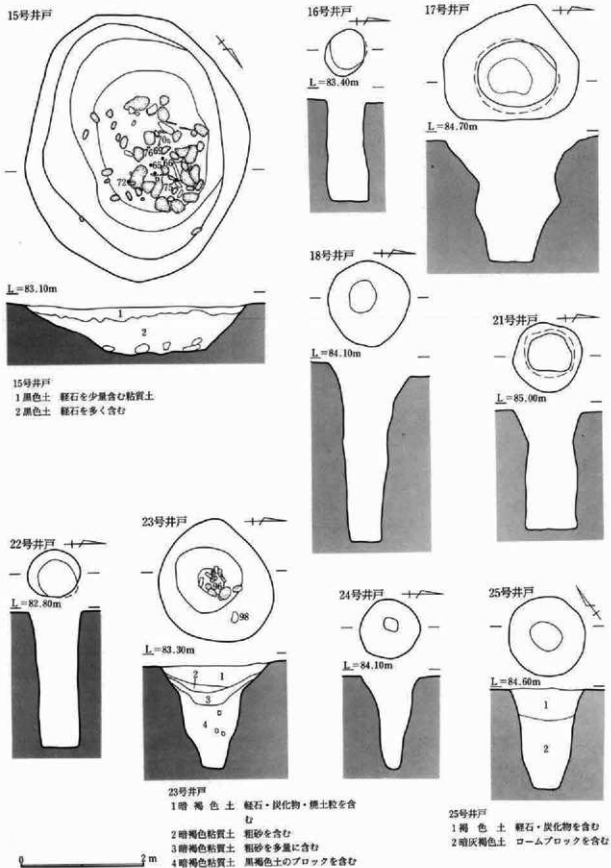 15号井戸
L=83.10m
1
2
72
76
65
15号井戸
1 黒色土 軽石を少量含む粘質土
2 黒色土 軽石を多く含む
16号井戸
L=83.40m
17号井戸
L=84.70m
18号井戸
L=84.10m
21号井戸
L=85.00m
22号井戸
L=82.80m
23号井戸
98
L=83.30m
2 1
3
4
23号井戸
1 暗褐色土 軽石・炭化物・焼土粒を含
む
2 暗褐色粘質土 粗砂を含む
3 暗褐色粘質土 粗砂を多量に含む
4 暗褐色粘質土 黒褐色土のブロックを含む
24号井戸
L=84.10m
25号井戸
L=84.60m
1
2
25号井戸
1 褐色土 軽石・炭化物を含む
2 暗灰褐色土 ロームブロックを含む
0 2 m